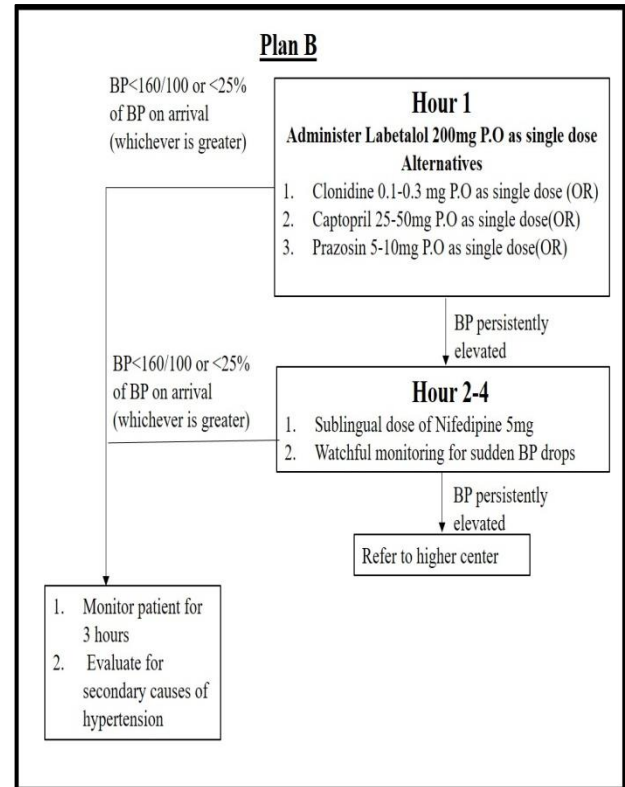 Plan B
BP<160/100 or <25%
of BP on arrival
(whichever is greater)
Hour 1
Administer Labetalol 200mg P.O as single dose
Alternatives
1. Clonidine 0.1-0.3 mg P.O as single dose (OR)
2. Captopril 25-50mg P.O as single dose(OR)
3. Prazosin 5-10mg P.O as single dose(OR)
BP persistently
elevated
BP<160/100 or <25%
of BP on arrival
(whichever is greater)
Hour 2-4
1. Sublingual dose of Nifedipine 5mg
2. Watchful monitoring for sudden BP drops
BP persistently
elevated
Refer to higher center
1. Monitor patient for
3 hours
2. Evaluate for
secondary causes of
hypertension